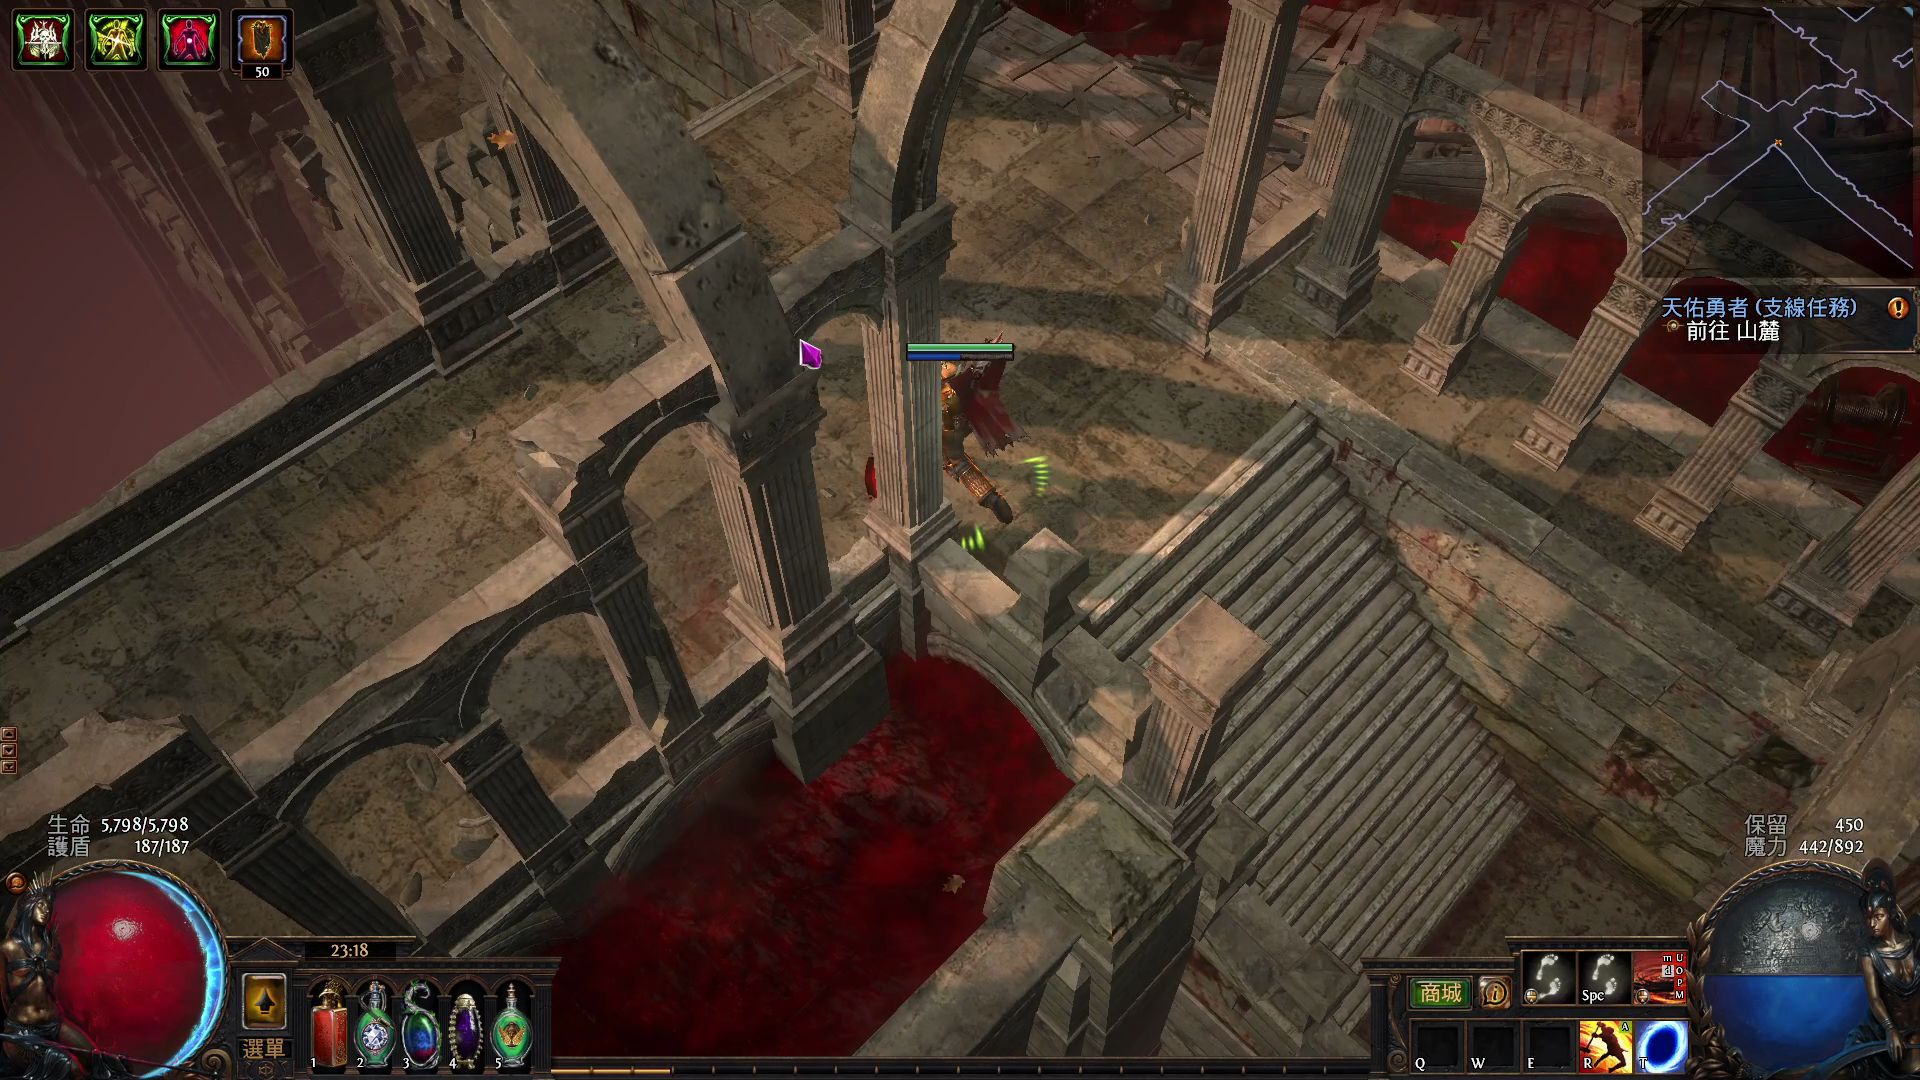 50
天佑勇者 (支線任務)
前往 山麓
生命 5,798/5,798
護盾 187/187
保留 450
魔力 442/892
23:18
選單
1 2 3 4 5
商城
Spc
m U
d O
P
M
Q W E R A T